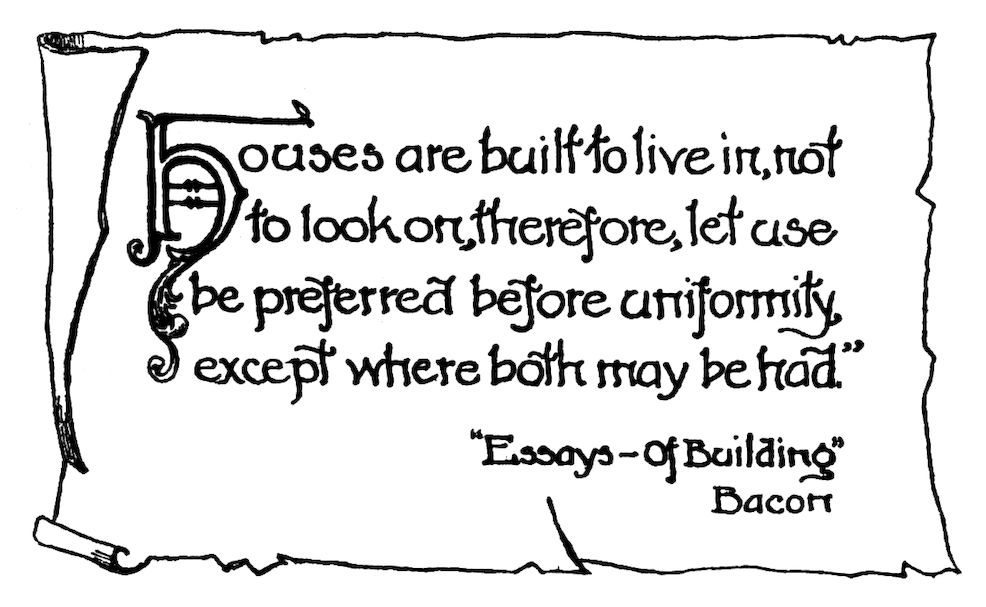 Houses are built to live in, not
to look on, therefore, let use
be preferred before uniformity,
except where both may be had.”
“Essays – Of Building”
Bacon